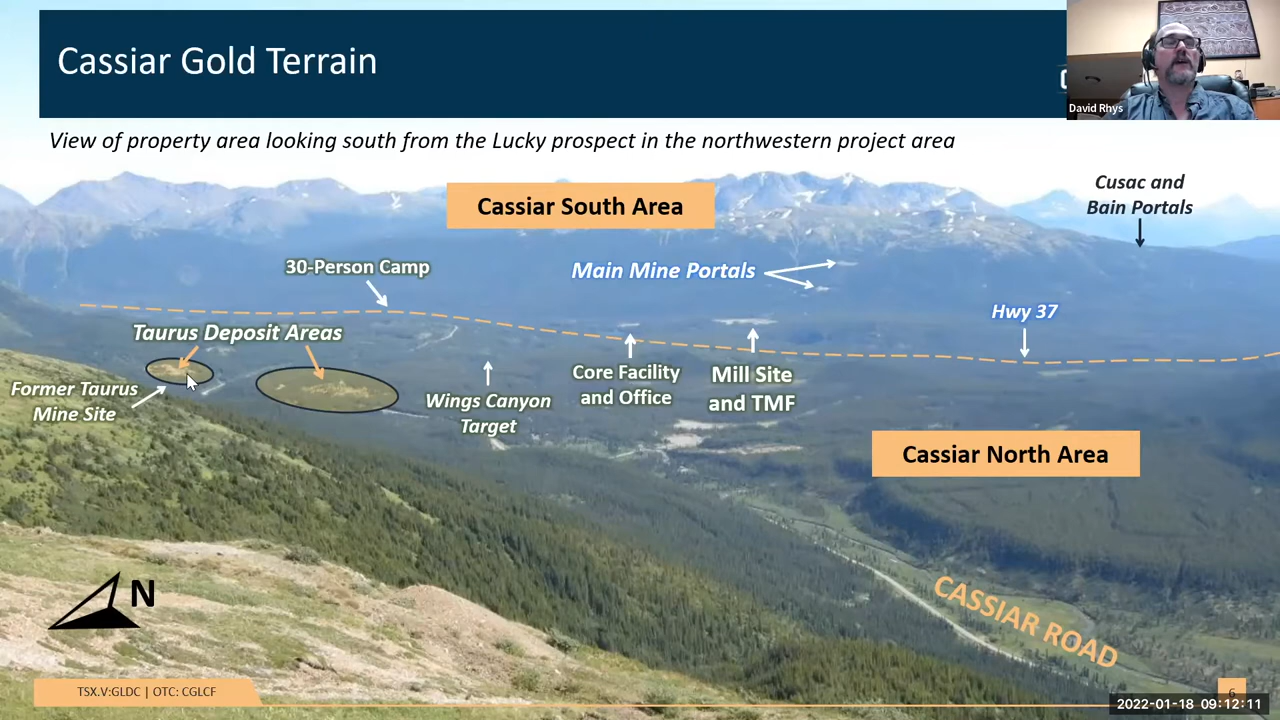 Cassiar Gold Terrain
David Rhys
View of property area looking south from the Lucky prospect in the northwestern project area
Cassiar South Area
Cusac and
Bain Portals
30-Person Camp
Main Mine Portals
Hwy 37
Taurus Deposit Areas
Former Taurus
Mine Site
Wings Canyon
Target
Core Facility
and Office
Mill Site
and TMF
Cassiar North Area
N
CASSIAR ROAD
TSX.V:GLDC | OTC: CGLCF
6
2022-01-18 09:12:11